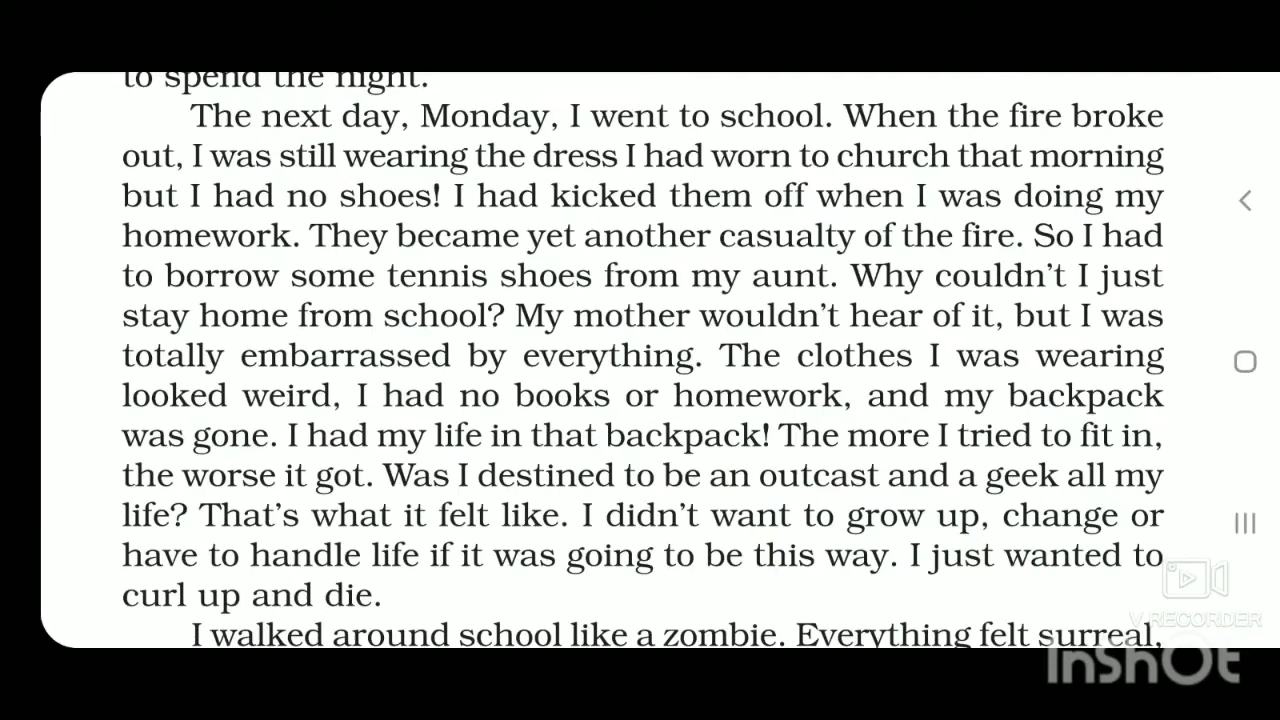 to spend the night.
The next day, Monday, I went to school. When the fire broke
out, I was still wearing the dress I had worn to church that morning
but I had no shoes! I had kicked them off when I was doing my
homework. They became yet another casualty of the fire. So I had
to borrow some tennis shoes from my aunt. Why couldn't I just
stay home from school? My mother wouldn't hear of it, but I was
totally embarrassed by everything. The clothes I was wearing
looked weird, I had no books or homework, and my backpack
was gone. I had my life in that backpack! The more I tried to fit in,
the worse it got. Was I destined to be an outcast and a geek all my
life? That's what it felt like. I didn't want to grow up, change or
have to handle life if it was going to be this way. I just wanted to
curl up and die.
I walked around school like a zombie. Everything felt surreal,
V RECORDER
InShOt